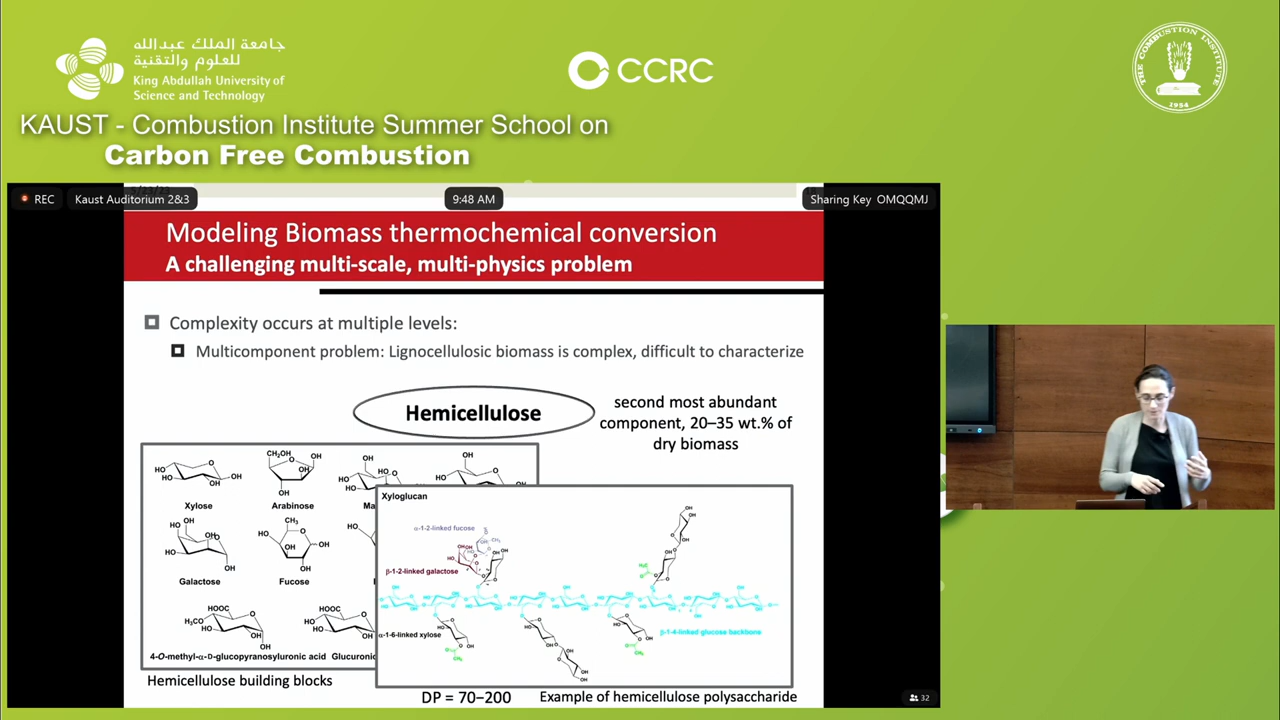 جامعة الملك عبدالله
للعلوم والتقنية
King Abdullah University of
Science and Technology
CCRC
THE COMBUSTION INSTITUTE
1954
KAUST - Combustion Institute Summer School on
Carbon Free Combustion
REC
Kaust Auditorium 2&3
9:48 AM
Sharing Key OMQQMJ
Modeling Biomass thermochemical conversion
A challenging multi-scale, multi-physics problem
Complexity occurs at multiple levels:
Multicomponent problem: Lignocellulosic biomass is complex, difficult to characterize
Hemicellulose
second most abundant
component, 20–35 wt.% of
dry biomass
Xylose
Arabinose
Galactose
Fucose
4-O-methyl-α-D-glucopyranosyluronic acid
Hemicellulose building blocks
Xyloglucan
α-1-2-linked fucose
β-1-2-linked galactose
α-1-6-linked xylose
β-1-4-linked glucose backbone
DP = 70–200
Example of hemicellulose polysaccharide
32